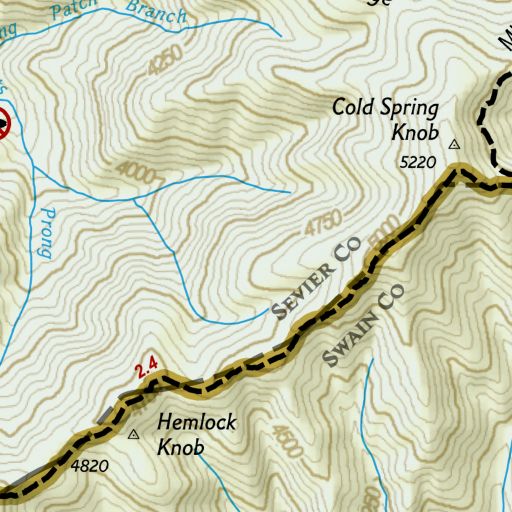 Patch Branch
ge
4250
Cold Spring
Knob
5220
4000
Prong
4750
5000
SEVIER CO
SWAIN CO
2.4
Hemlock
Knob
4820
4500